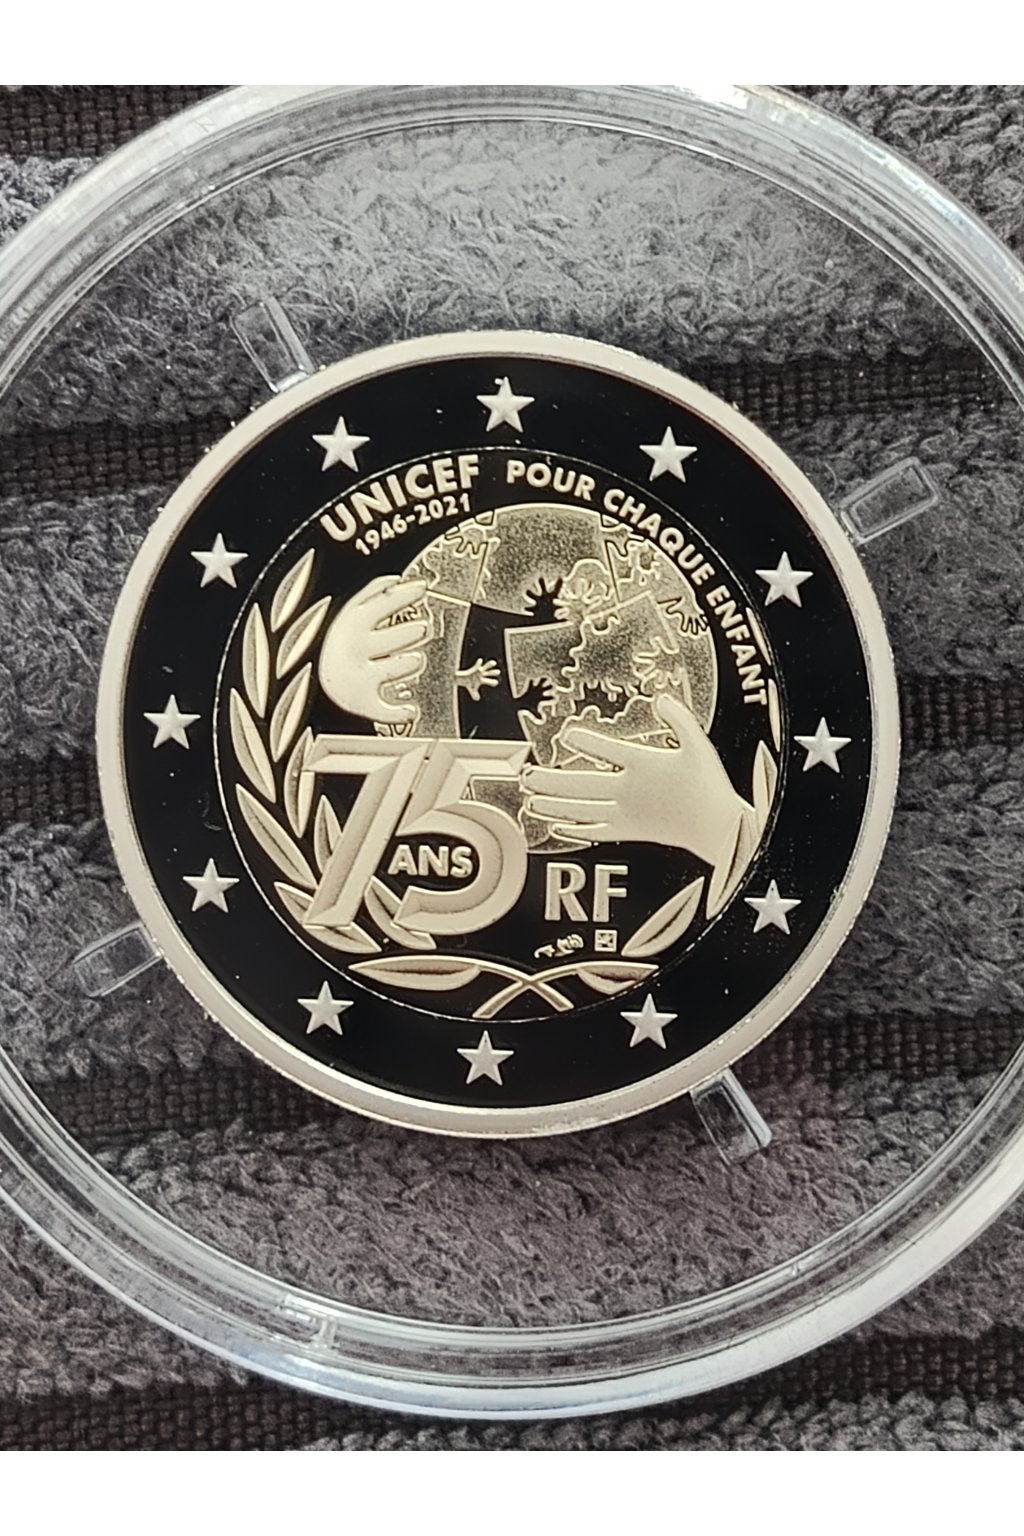 UNICEF POUR CHAQUE ENFANT
1946-2021
75
ANS
RF